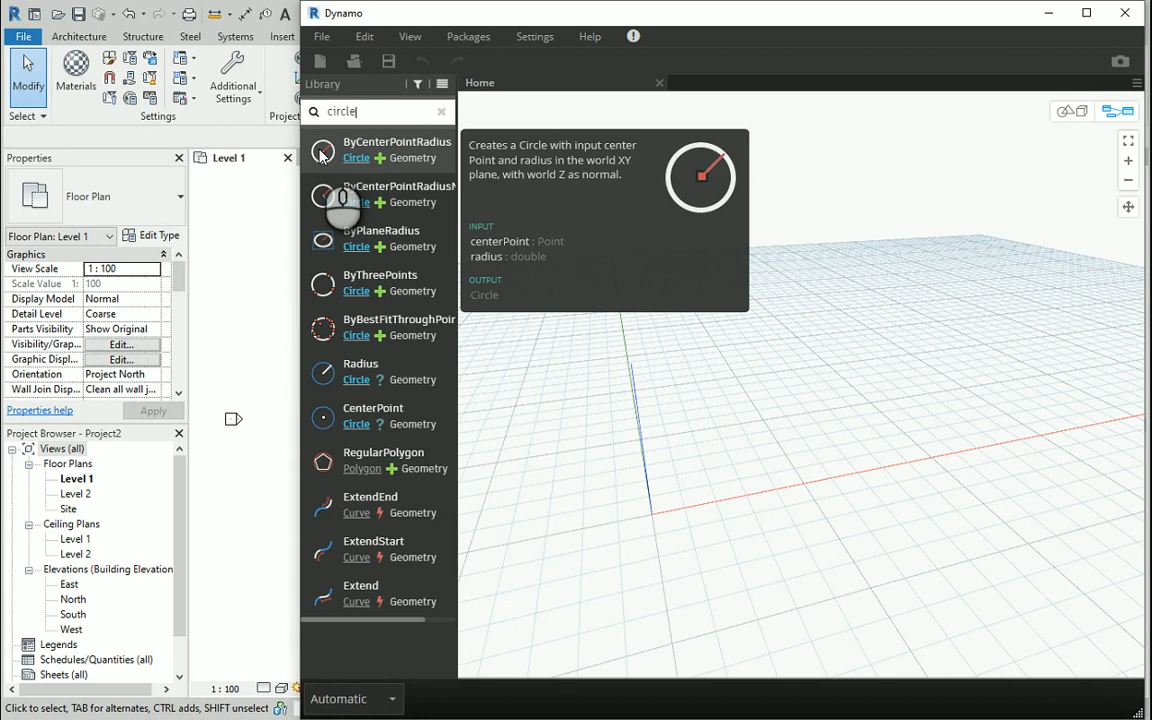 File
Architecture
Structure
Steel
Systems
Insert
Modify
Materials
Additional
Settings
Select
Settings
Project
Properties
Floor Plan
Floor Plan: Level 1
Edit Type
Graphics
View Scale
1 : 100
Scale Value 1:
100
Display Model
Normal
Detail Level
Coarse
Parts Visibility
Show Original
Visibility/Grap...
Edit...
Graphic Displ...
Edit...
Orientation
Project North
Wall Join Disp...
Clean all wall j...
Properties help
Apply
Project Browser - Project2
Views (all)
Floor Plans
Level 1
Level 2
Site
Ceiling Plans
Level 1
Level 2
Elevations (Building Elevation
East
North
South
West
Legends
Schedules/Quantities (all)
Sheets (all)
Level 1
1 : 100
Click to select, TAB for alternates, CTRL adds, SHIFT unselect
Dynamo
File
Edit
View
Packages
Settings
Help
Library
Home
circle
ByCenterPointRadius
Circle + Geometry
ByCenterPointRadiusN
Circle + Geometry
ByPlaneRadius
Circle + Geometry
ByThreePoints
Circle + Geometry
ByBestFitThroughPoin
Circle + Geometry
Radius
Circle ? Geometry
CenterPoint
Circle ? Geometry
RegularPolygon
Polygon + Geometry
ExtendEnd
Curve Geometry
ExtendStart
Curve Geometry
Extend
Curve Geometry
Creates a Circle with input center
Point and radius in the world XY
plane, with world Z as normal.
INPUT
centerPoint : Point
radius : double
OUTPUT
Circle
Automatic